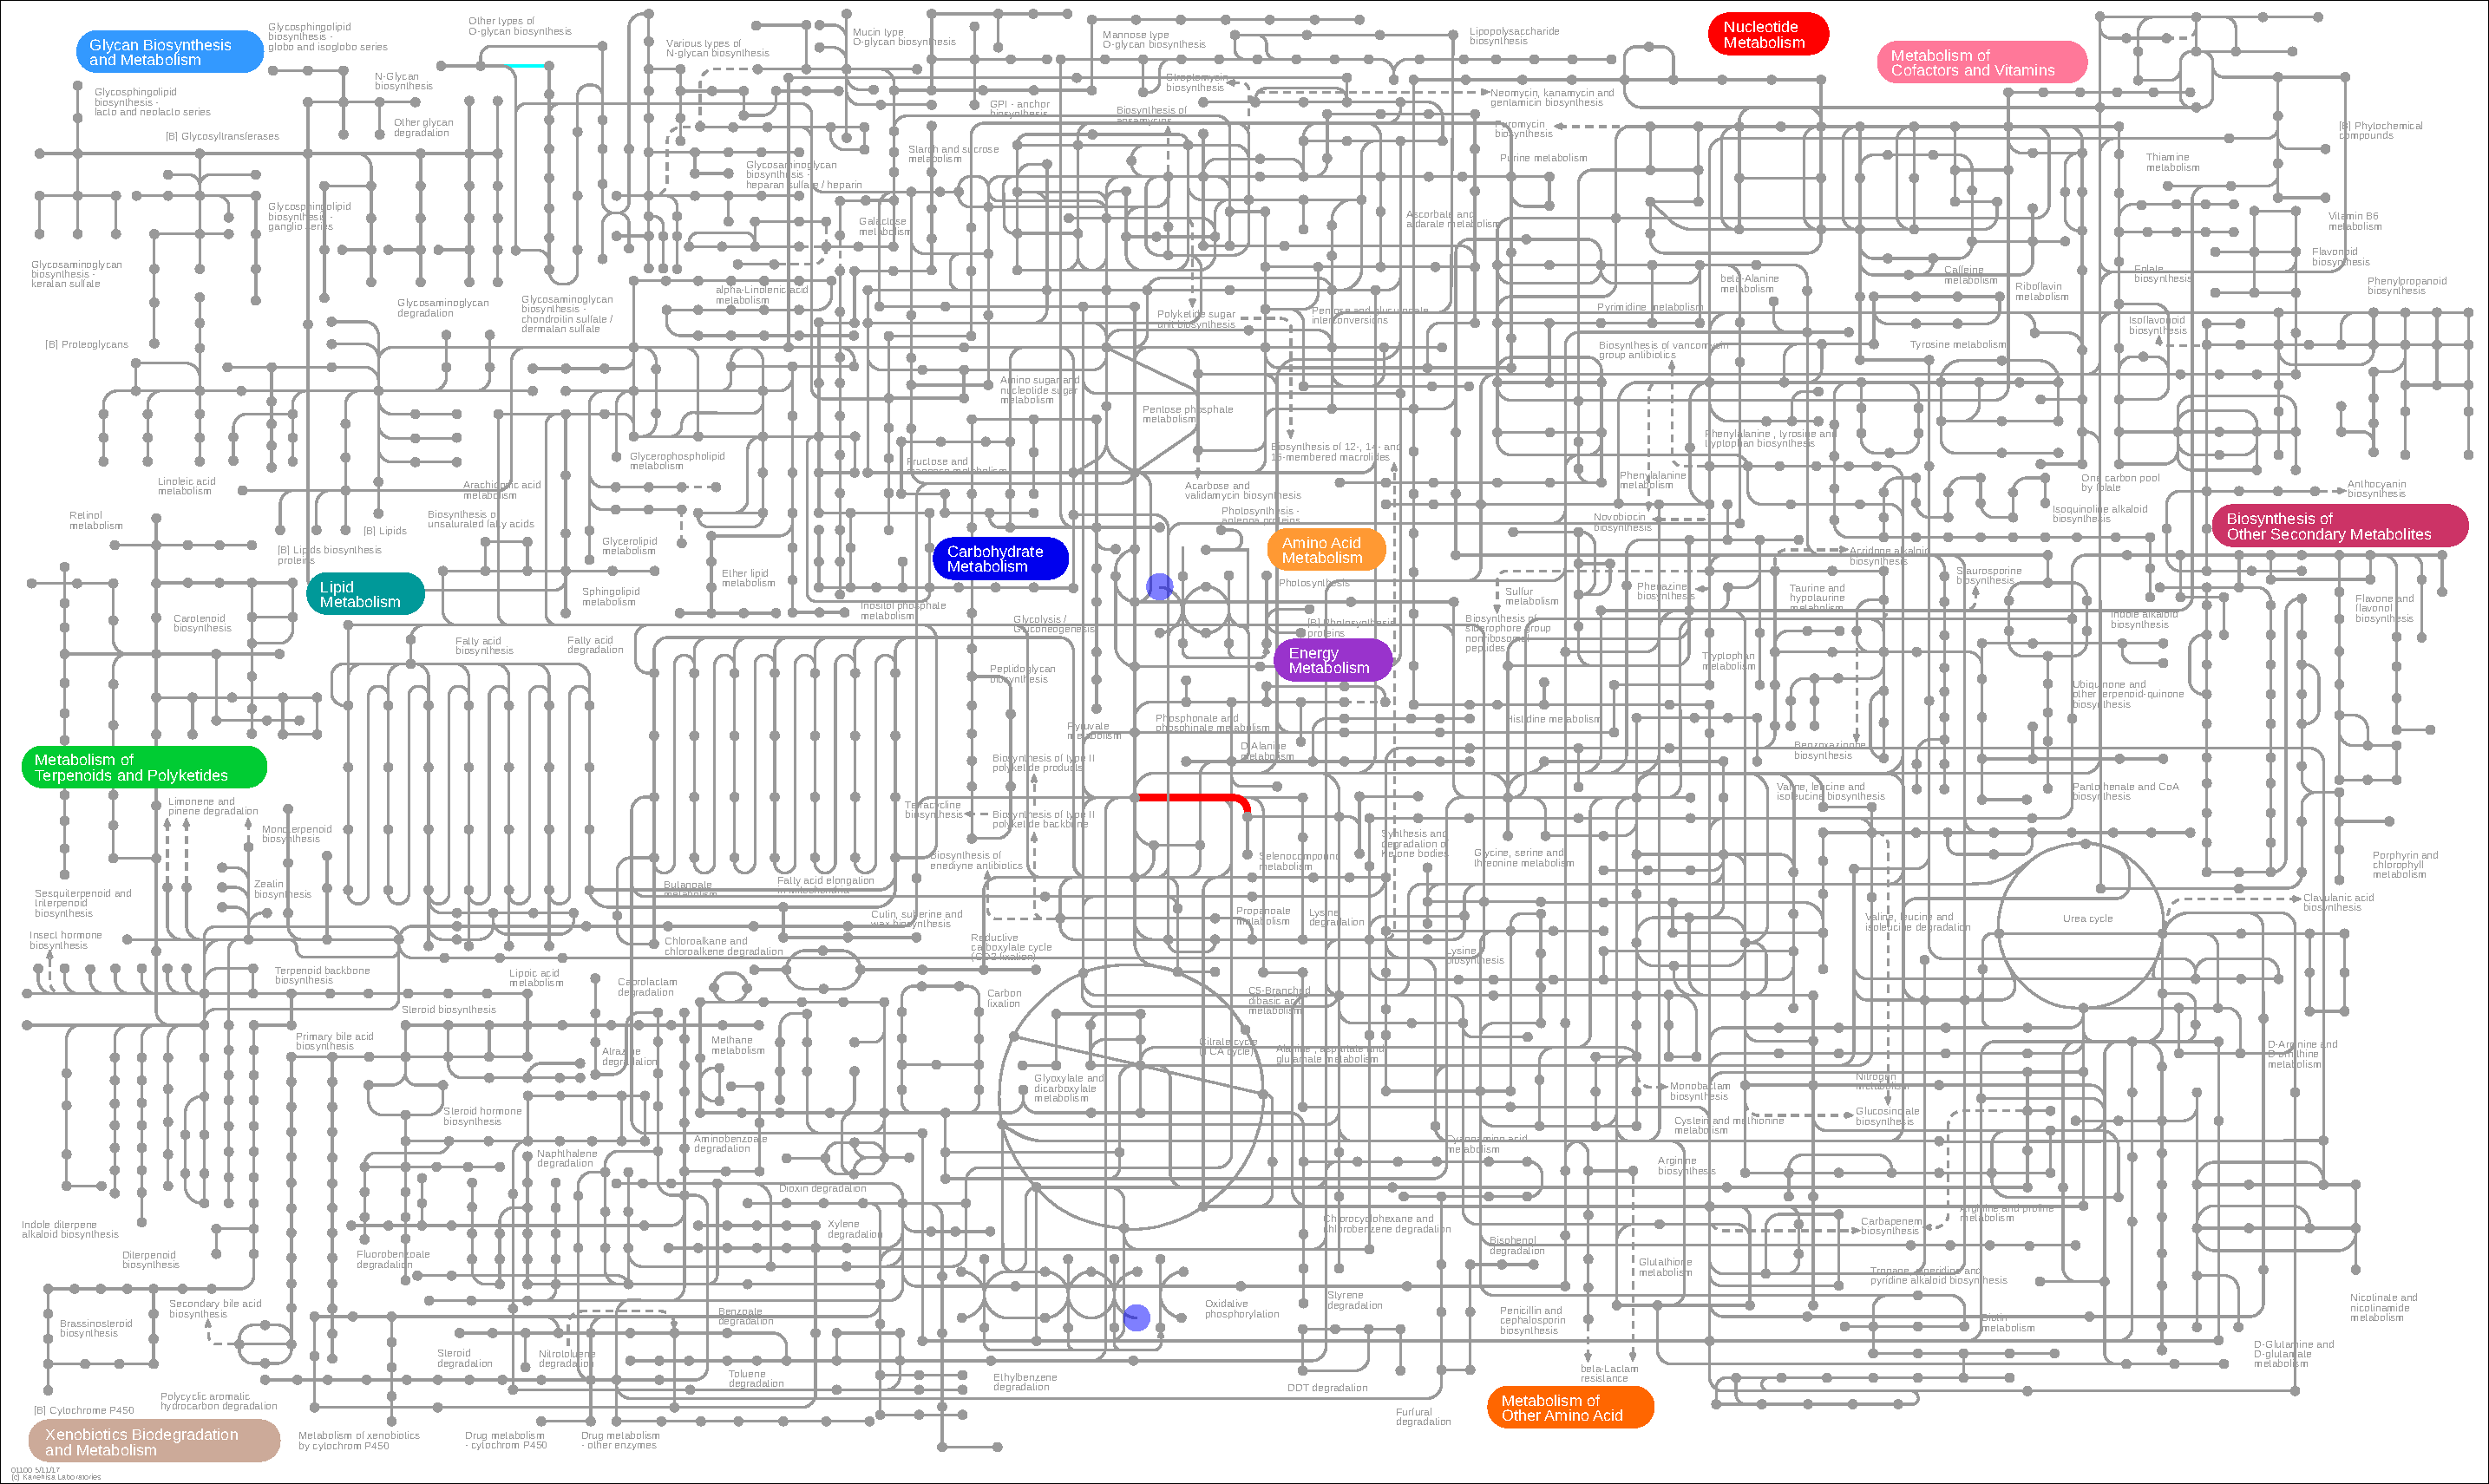 Glycan Biosynthesis
and Metabolism
Glycosphingolipid
biosynthesis -
globo and isoglobo series
Other types of
O-glycan biosynthesis
Various types of
N-glycan biosynthesis
Mucin type
O-glycan biosynthesis
Mannose type
O-glycan biosynthesis
Lipopolysaccharide
biosynthesis
Nucleotide
Metabolism
Metabolism of
Cofactors and Vitamins
N-Glycan
biosynthesis
Glycosphingolipid
biosynthesis -
lacto and neolacto series
[B] Glycosyltransferases
Other glycan
degradation
GPI - anchor
biosynthesis
Streptomycin
biosynthesis
Biosynthesis of
ansamycins
Neomycin, kanamycin and
gentamicin biosynthesis
Puromycin
biosynthesis
Purine metabolism
[B] Phytochemical
compounds
Thiamine
metabolism
Starch and sucrose
metabolism
Glycosaminoglycan
biosynthesis -
heparan sulfate / heparin
Glycosphingolipid
biosynthesis -
ganglio series
Galactose
metabolism
Ascorbate and
aldarate metabolism
Vitamin B6
metabolism
Flavonoid
biosynthesis
Glycosaminoglycan
biosynthesis -
keratan sulfate
Glycosaminoglycan
degradation
Glycosaminoglycan
biosynthesis -
chondroitin sulfate /
dermatan sulfate
alpha-Linolenic acid
metabolism
Polyketide sugar
unit biosynthesis
Pentose and glucuronate
interconversions
Pyrimidine metabolism
beta-Alanine
metabolism
Caffeine
metabolism
Riboflavin
metabolism
Folate
biosynthesis
Phenylpropanoid
biosynthesis
Isoflavonoid
biosynthesis
[B] Proteoglycans
Biosynthesis of vancomycin
group antibiotics
Tyrosine metabolism
Amino sugar and
nucleotide sugar
metabolism
Pentose phosphate
metabolism
Phenylalanine , tyrosine and
tryptophan biosynthesis
Biosynthesis of 12-, 14- and
16-membered macrolides
Glycerophospholipid
metabolism
Fructose and
mannose metabolism
Linoleic acid
metabolism
Arachidonic acid
metabolism
Acarbose and
validamycin biosynthesis
Phenylalanine
metabolism
One carbon pool
by folate
Anthocyanin
biosynthesis
Retinol
metabolism
[B] Lipids
Biosynthesis of
unsaturated fatty acids
Photosynthesis -
antenna proteins
Novobiocin
biosynthesis
Isoquinoline alkaloid
biosynthesis
Biosynthesis of
Other Secondary Metabolites
[B] Lipids biosynthesis
proteins
Glycerolipid
metabolism
Carbohydrate
Metabolism
Amino Acid
Metabolism
Acridone alkaloid
biosynthesis
Lipid
Metabolism
Sphingolipid
metabolism
Ether lipid
metabolism
Inositol phosphate
metabolism
Photosynthesis
Sulfur
metabolism
Phenazine
biosynthesis
Taurine and
hypotaurine
metabolism
Staurosporine
biosynthesis
Flavone and
flavonol
biosynthesis
Carotenoid
biosynthesis
Glycolysis /
Gluconeogenesis
[B] Photosynthesis
proteins
Biosynthesis of
siderophore group
nonribosomal
peptides
Indole alkaloid
biosynthesis
Fatty acid
biosynthesis
Fatty acid
degradation
Energy
Metabolism
Tryptophan
metabolism
Peptidoglycan
biosynthesis
Ubiquinone and
other terpenoid-quinone
biosynthesis
Pyruvate
metabolism
Phosphonate and
phosphinate metabolism
Histidine metabolism
Metabolism of
Terpenoids and Polyketides
Biosynthesis of type II
polyketide products
D-Alanine
metabolism
Benzoxazinone
biosynthesis
Limonene and
pinene degradation
Tetracycline
biosynthesis
Biosynthesis of type II
polyketide backbone
Valine, leucine and
isoleucine biosynthesis
Pantothenate and CoA
biosynthesis
Monoterpenoid
biosynthesis
Biosynthesis of
enediyne antibiotics
Selenocompound
metabolism
Synthesis and
degradation of
ketone bodies
Glycine, serine and
threonine metabolism
Porphyrin and
chlorophyll
metabolism
Sesquiterpenoid and
triterpenoid
biosynthesis
Zeatin
biosynthesis
Butanoate
metabolism
Fatty acid elongation
in mitochondria
Clavulanic acid
biosynthesis
Insect hormone
biosynthesis
Chloroalkane and
chloroalkene degradation
Cutin, suberine and
wax biosynthesis
Propanoate
metabolism
Lysine
degradation
Valine, leucine and
isoleucine degradation
Urea cycle
Reductive
carboxylate cycle
(CO2 fixation)
Lysine
biosynthesis
Terpenoid backbone
biosynthesis
Lipoic acid
metabolism
Caprolactam
degradation
Carbon
fixation
C5-Branched
dibasic acid
metabolism
Steroid biosynthesis
Primary bile acid
biosynthesis
Atrazine
degradation
Methane
metabolism
Citrate cycle
(TCA cycle)
Alanine , aspartate and
glutamate metabolism
D-Arginine and
D-ornithine
metabolism
Glyoxylate and
dicarboxylate
metabolism
Monobactam
biosynthesis
Nitrogen
metabolism
Steroid hormone
biosynthesis
Cystein and methionine
metabolism
Glucosinolate
biosynthesis
Aminobenzoate
degradation
Cyanoamino acid
metabolism
Naphthalene
degradation
Arginine
biosynthesis
Dioxin degradation
Indole diterpene
alkaloid biosynthesis
Xylene
degradation
Chlorocyclohexane and
chlorobenzene degradation
Carbapenem
biosynthesis
Arginine and proline
metabolism
Diterpenoid
biosynthesis
Fluorobenzoate
degradation
Bisphenol
degradation
Glutathione
metabolism
Tropane, piperidine and
pyridine alkaloid biosynthesis
Secondary bile acid
biosynthesis
Brassinosteroid
biosynthesis
Benzoate
degradation
Oxidative
phosphorylation
Styrene
degradation
Penicillin and
cephalosporin
biosynthesis
Biotin
metabolism
Nicotinate and
nicotinamide
metabolism
Steroid
degradation
Nitrotoluene
degradation
Toluene
degradation
Ethylbenzene
degradation
DDT degradation
beta-Lactam
resistance
D-Glutamine and
D-glutamate
metabolism
Polycyclic aromatic
hydrocarbon degradation
[B] Cytochrome P450
Furfural
degradation
Metabolism of
Other Amino Acid
Xenobiotics Biodegradation
and Metabolism
Metabolism of xenobiotics
by cytochrom P450
Drug metabolism
- cytochrom P450
Drug metabolism
- other enzymes
01100 5/11/17
(c) Kanehisa Laboratories